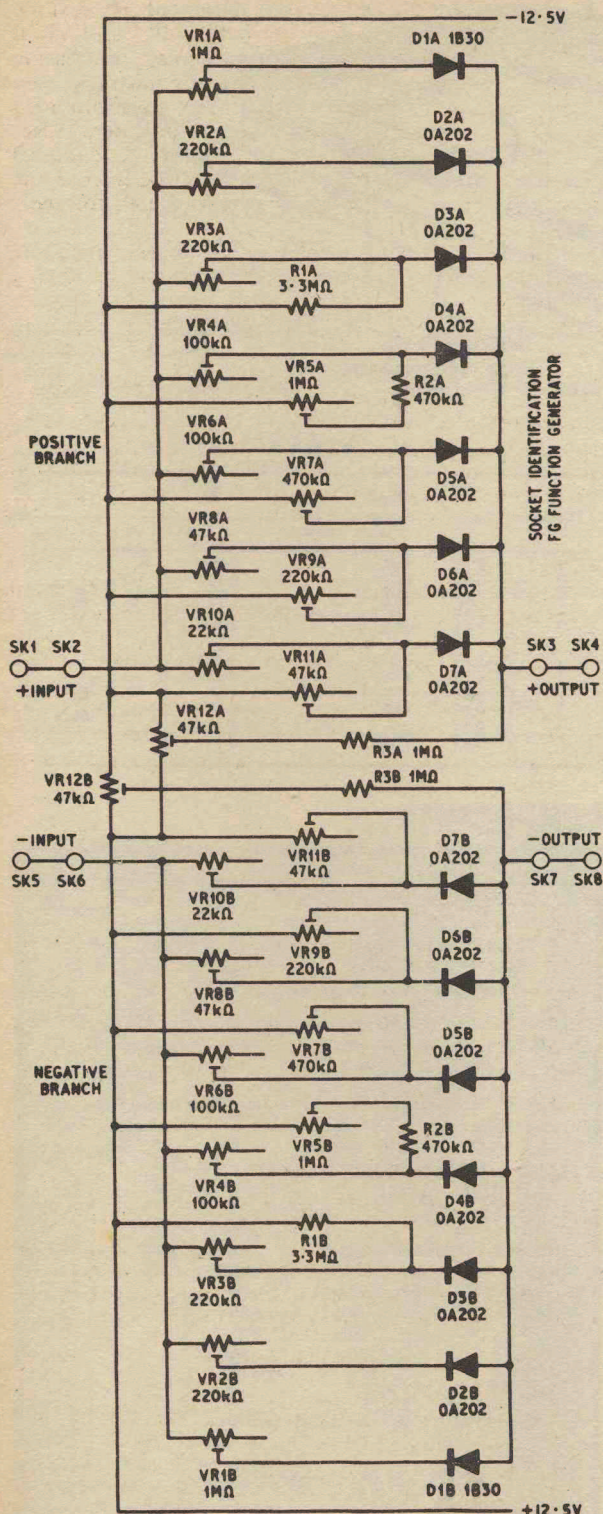 -12·5V
VR1A
1MΩ
D1A 1B30
VR2A
220kΩ
D2A
OA202
VR3A
220kΩ
D3A
OA202
R1A
3·3MΩ
VR4A
100kΩ
D4A
OA202
VR5A
1MΩ
R2A
470kΩ
POSITIVE
BRANCH
VR6A
100kΩ
VR7A
470kΩ
D5A
OA202
SOCKET IDENTIFICATION
FG FUNCTION GENERATOR
VR8A
47kΩ
VR9A
220kΩ
D6A
OA202
VR10A
22kΩ
VR11A
47kΩ
D7A
OA202
SK1 SK2
+INPUT
SK3 SK4
+OUTPUT
VR12A
47kΩ
R3A 1MΩ
VR12B
47kΩ
R3B 1MΩ
-INPUT
SK5 SK6
VR11B
47kΩ
VR10B
22kΩ
D7B
OA202
-OUTPUT
SK7 SK8
VR9B
220kΩ
VR8B
47kΩ
D6B
OA202
NEGATIVE
BRANCH
VR7B
470kΩ
VR6B
100kΩ
D5B
OA202
VR5B
1MΩ
R2B
470kΩ
VR4B
100kΩ
D4B
OA202
R1B
3·3MΩ
VR3B
220kΩ
D3B
OA202
VR2B
220kΩ
D2B
OA202
VR1B
1MΩ
D1B 1B30
+12·5V